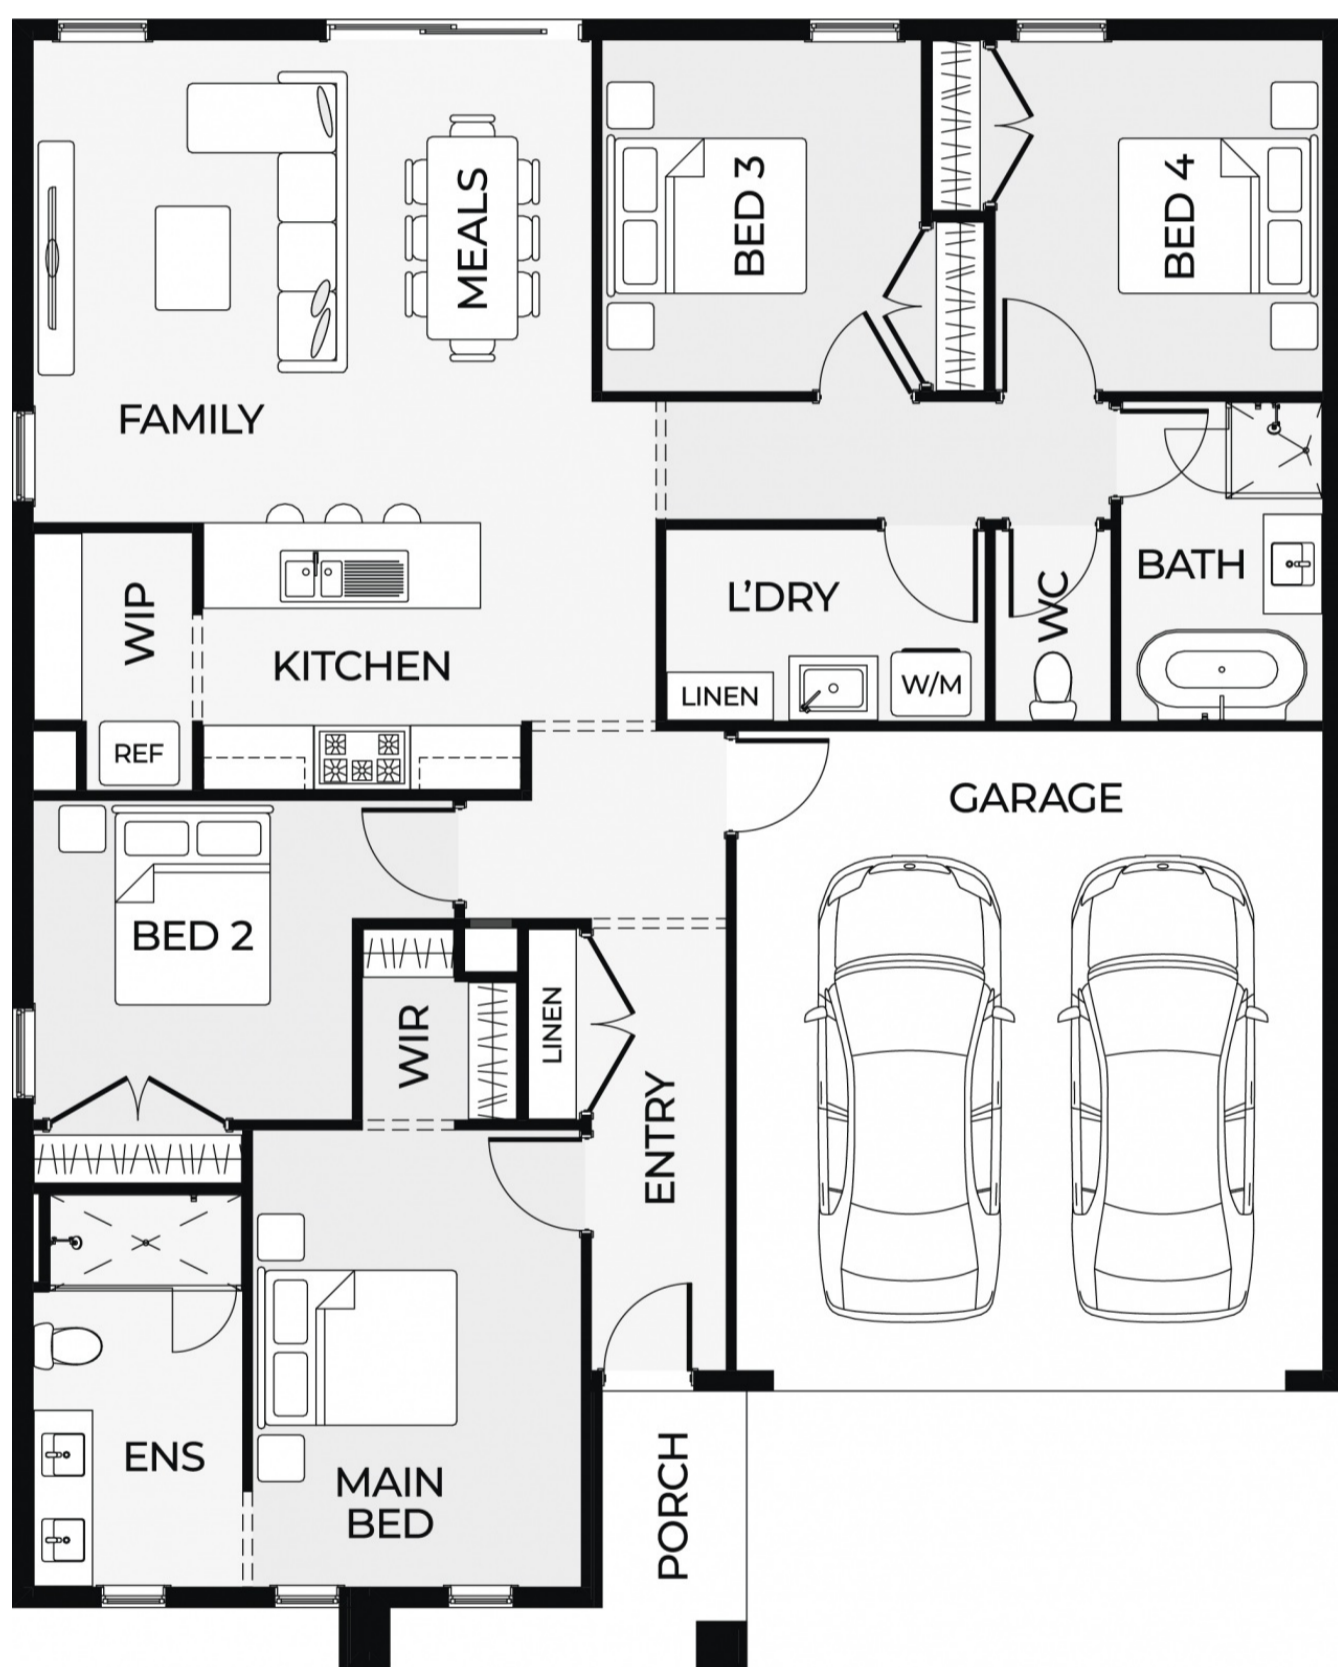 BED 3
BED 4
MEALS
FAMILY
WIP
KITCHEN
L'DRY
WC
BATH
LINEN
W/M
REF
GARAGE
BED 2
WIR
LINEN
ENTRY
ENS
MAIN
BED
PORCH